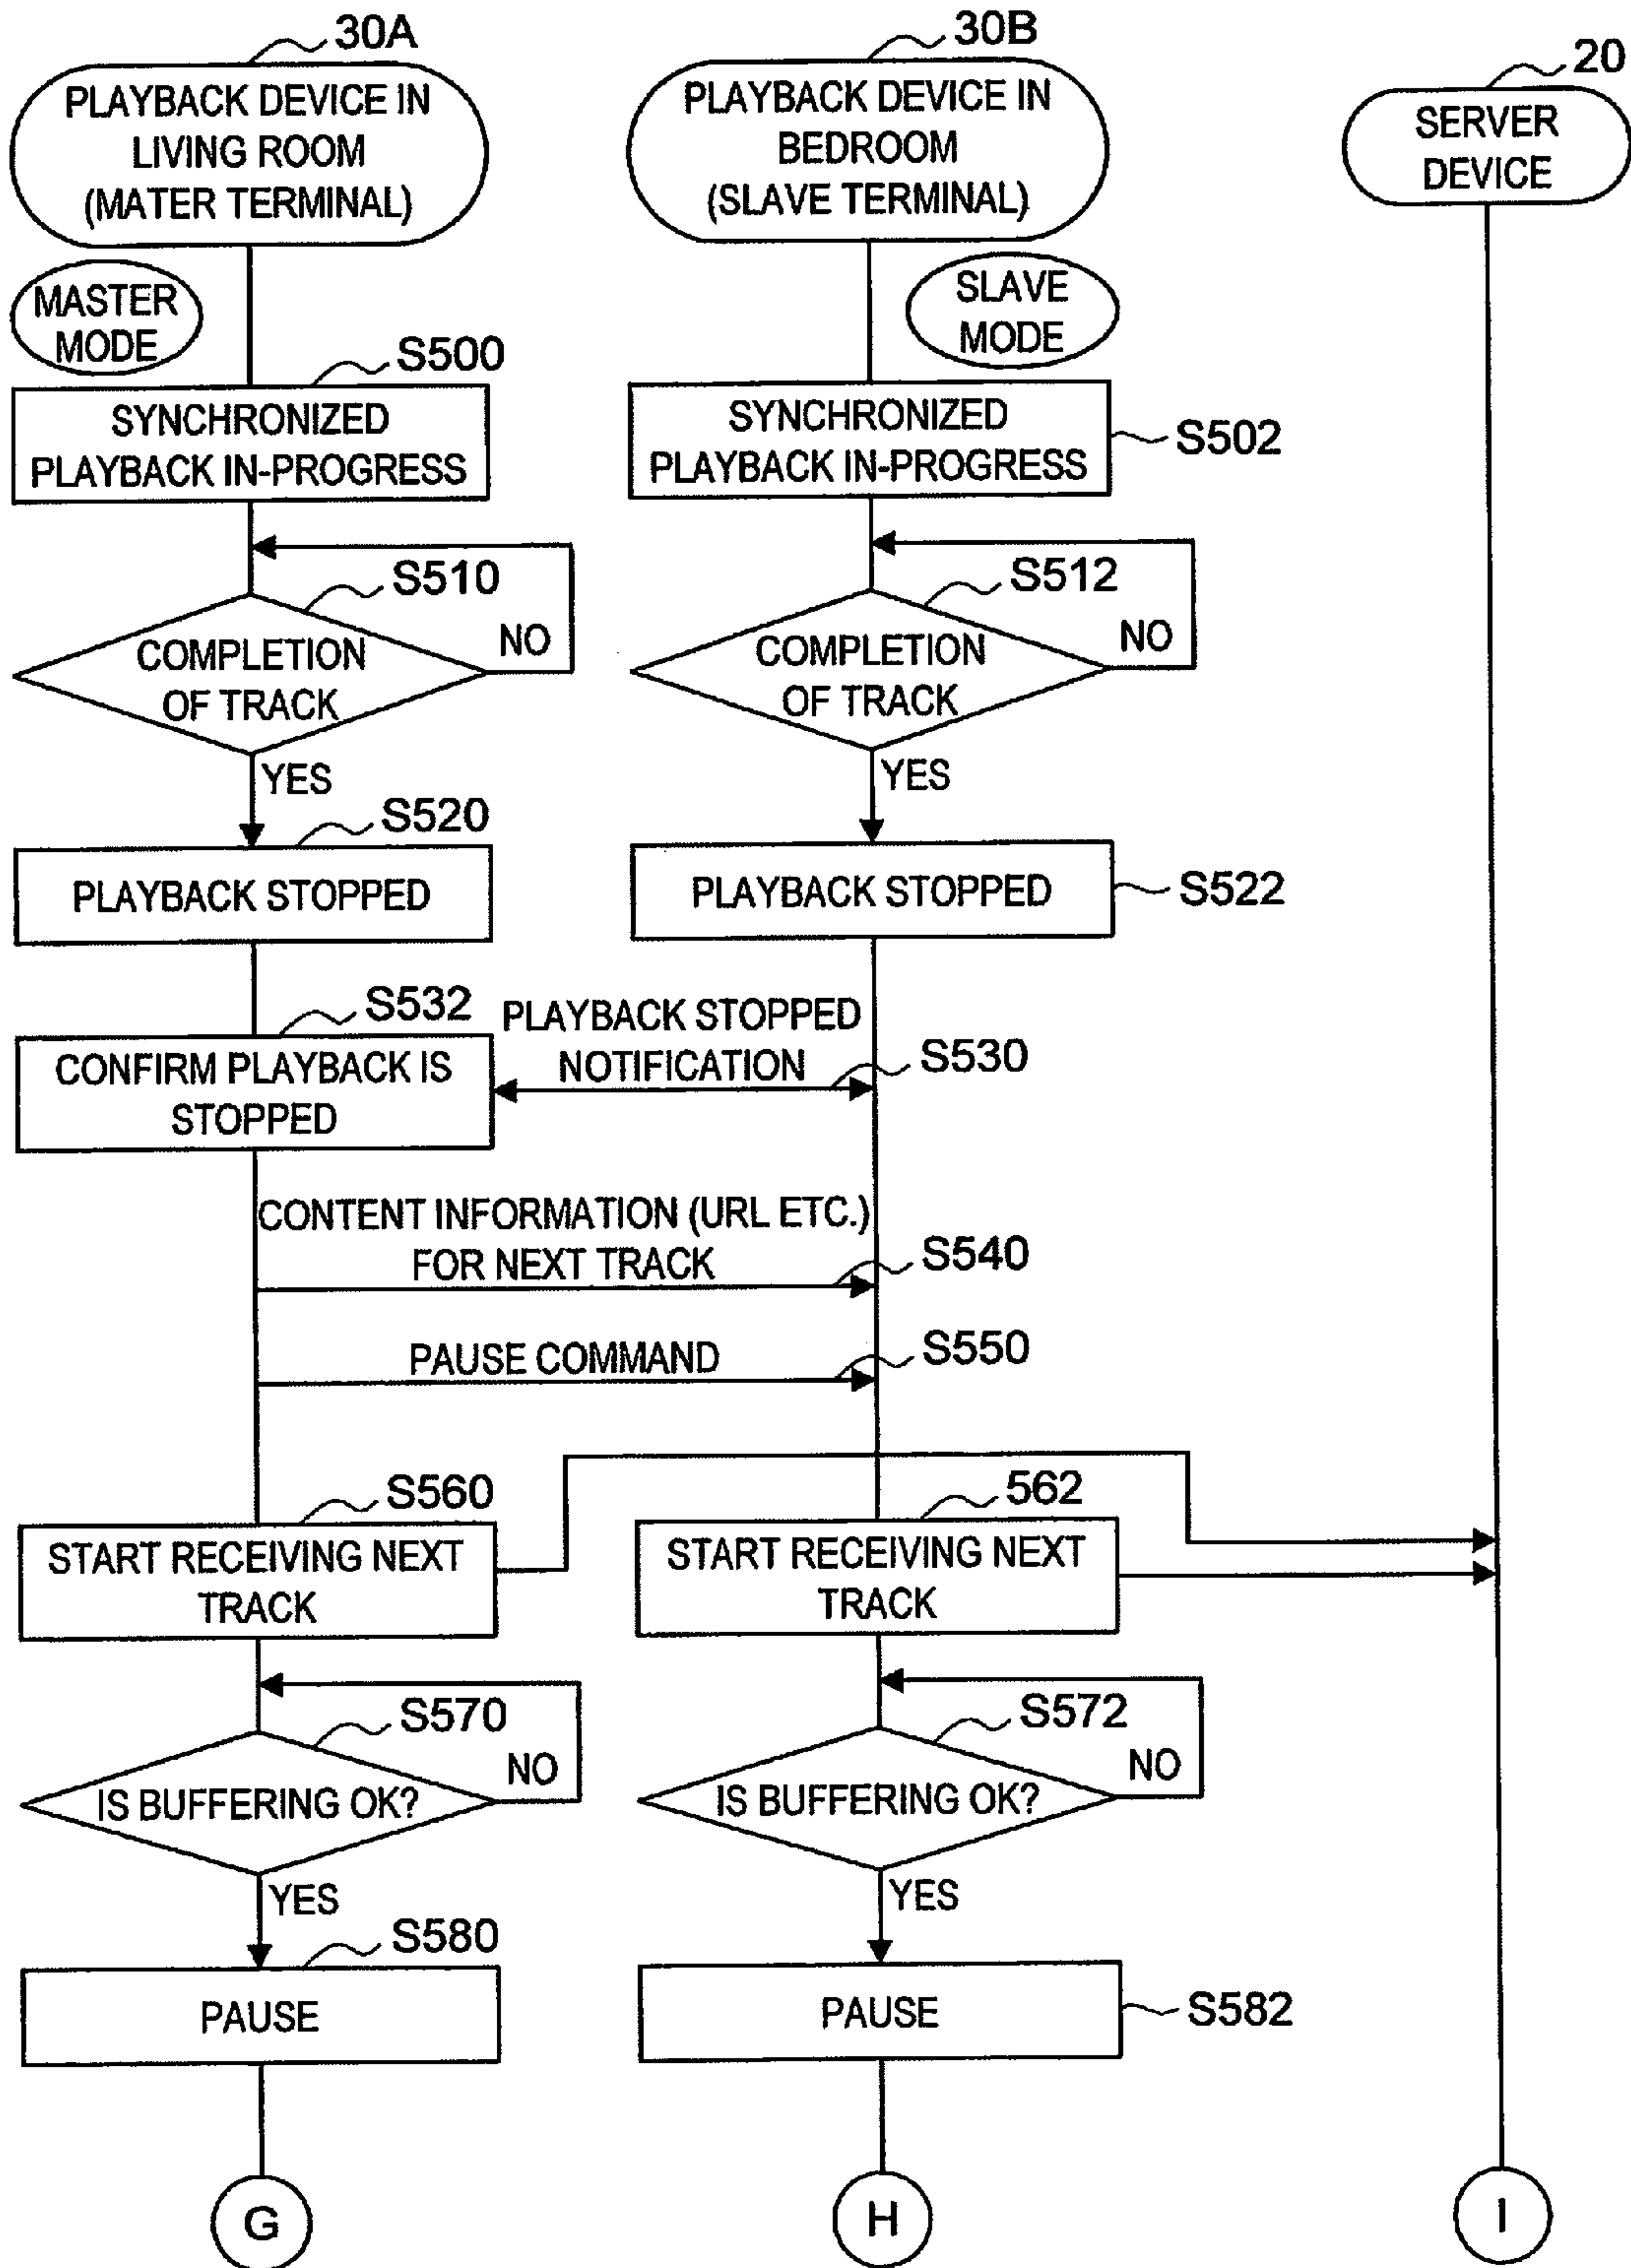 30A
PLAYBACK DEVICE IN
LIVING ROOM
(MATER TERMINAL)
30B
PLAYBACK DEVICE IN
BEDROOM
(SLAVE TERMINAL)
20
SERVER
DEVICE
MASTER
MODE
SLAVE
MODE
S500
SYNCHRONIZED
PLAYBACK IN-PROGRESS
SYNCHRONIZED
PLAYBACK IN-PROGRESS
S502
S510
COMPLETION
OF TRACK
NO
YES
S512
COMPLETION
OF TRACK
NO
YES
S520
PLAYBACK STOPPED
PLAYBACK STOPPED
S522
S532
CONFIRM PLAYBACK IS
STOPPED
PLAYBACK STOPPED
NOTIFICATION
S530
CONTENT INFORMATION (URL ETC.)
FOR NEXT TRACK
S540
PAUSE COMMAND
S550
S560
START RECEIVING NEXT
TRACK
562
START RECEIVING NEXT
TRACK
S570
IS BUFFERING OK?
NO
YES
S572
IS BUFFERING OK?
NO
YES
S580
PAUSE
PAUSE
S582
G
H
I